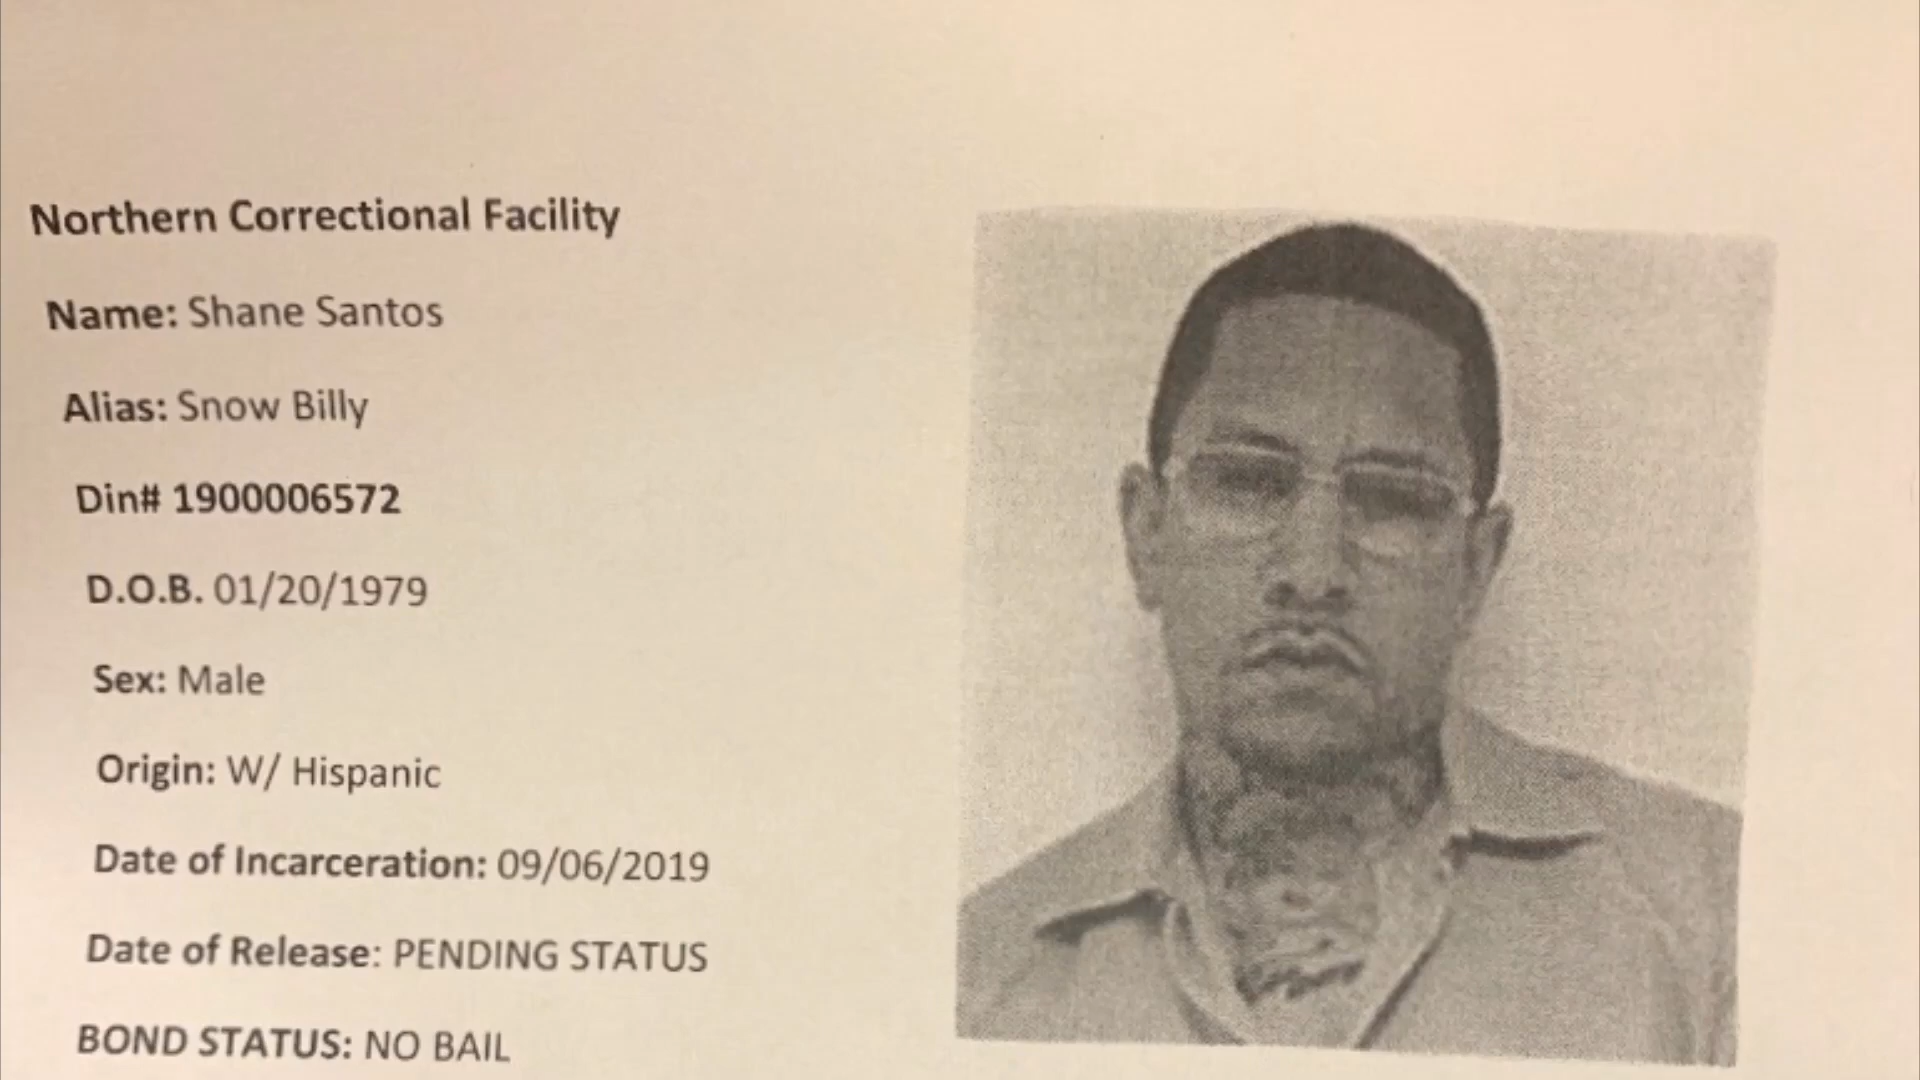 Northern Correctional Facility
Name: Shane Santos
Alias: Snow Billy
Din# 1900006572
D.O.B. 01/20/1979
Sex: Male
Origin: W/ Hispanic
Date of Incarceration: 09/06/2019
Date of Release: PENDING STATUS
BOND STATUS: NO BAIL